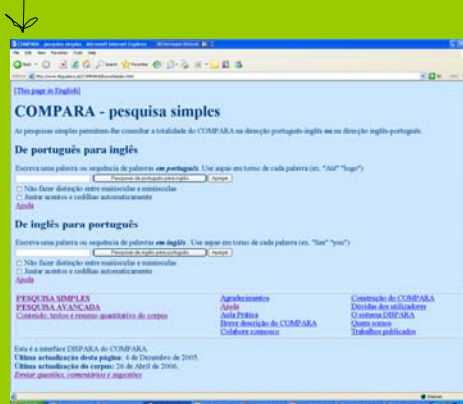 COMPARA - pesquisa simples - Microsoft Internet Explorer
[This page in English]
COMPARA - pesquisa simples
As pesquisas simples permitem-lhe consultar a totalidade do COMPARA na direcção português-inglês ou na direcção inglês-português.
De português para inglês
Escreva uma palavra ou sequência de palavras em português. Use aspas em torno de cada palavra (ex. "Até" "logo")
Pesquisa de português para inglês Apagar
Não fazer distinção entre maiúsculas e minúsculas
Juntar acentos e cedilhas automaticamente
Ajuda
De inglês para português
Escreva uma palavra ou sequência de palavras em inglês. Use aspas em torno de cada palavra (ex. "See" "you")
Pesquisa de inglês para português Apagar
Não fazer distinção entre maiúsculas e minúsculas
Juntar acentos e cedilhas automaticamente
Ajuda
PESQUISA SIMPLES
PESQUISA AVANÇADA
Conteúdo: textos e resumo quantitativo do corpus
Agradecimentos
Ajuda
Aula Prática
Breve descrição do COMPARA
Colabore connosco
Construção do COMPARA
Dúvidas dos utilizadores
O sistema DISPARA
Quem somos
Trabalhos publicados
Esta é a interface DISPARA do COMPARA.
Última actualização desta página: 4 de Dezembro de 2005.
Última actualização do corpus: 26 de Abril de 2006.
Enviar questões, comentários e sugestões